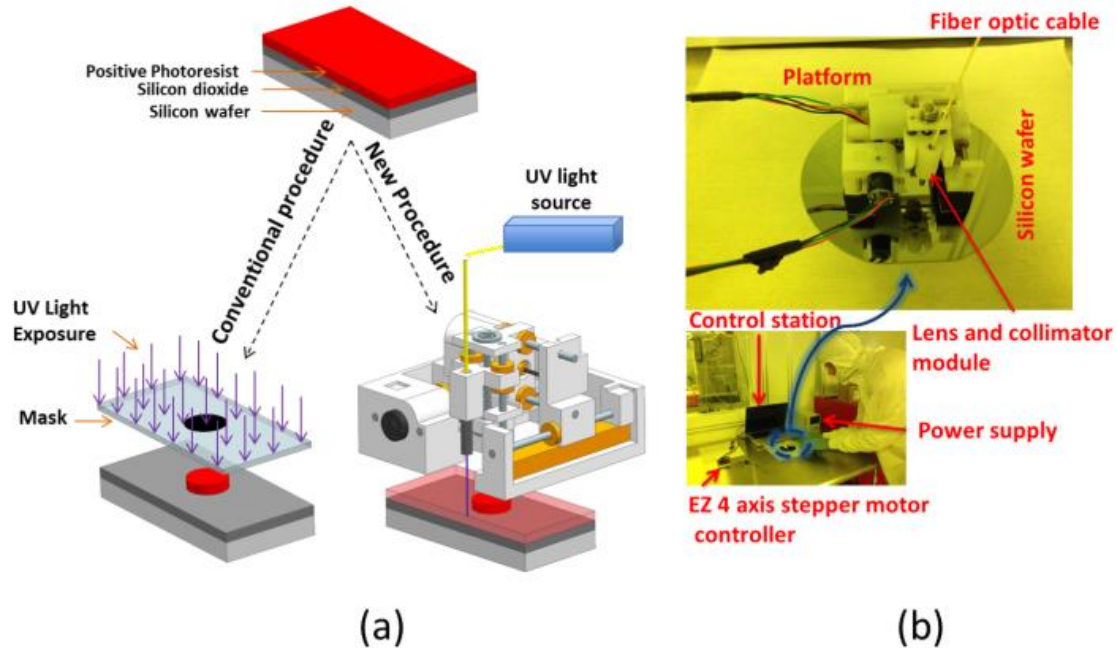 Positive Photoresist
Silicon dioxide
Silicon wafer
Conventional procedure
New Procedure
UV light
source
UV Light
Exposure
Mask
(a)
Fiber optic cable
Platform
Silicon wafer
Control station
Lens and collimator
module
Power supply
EZ 4 axis stepper motor
controller
(b)